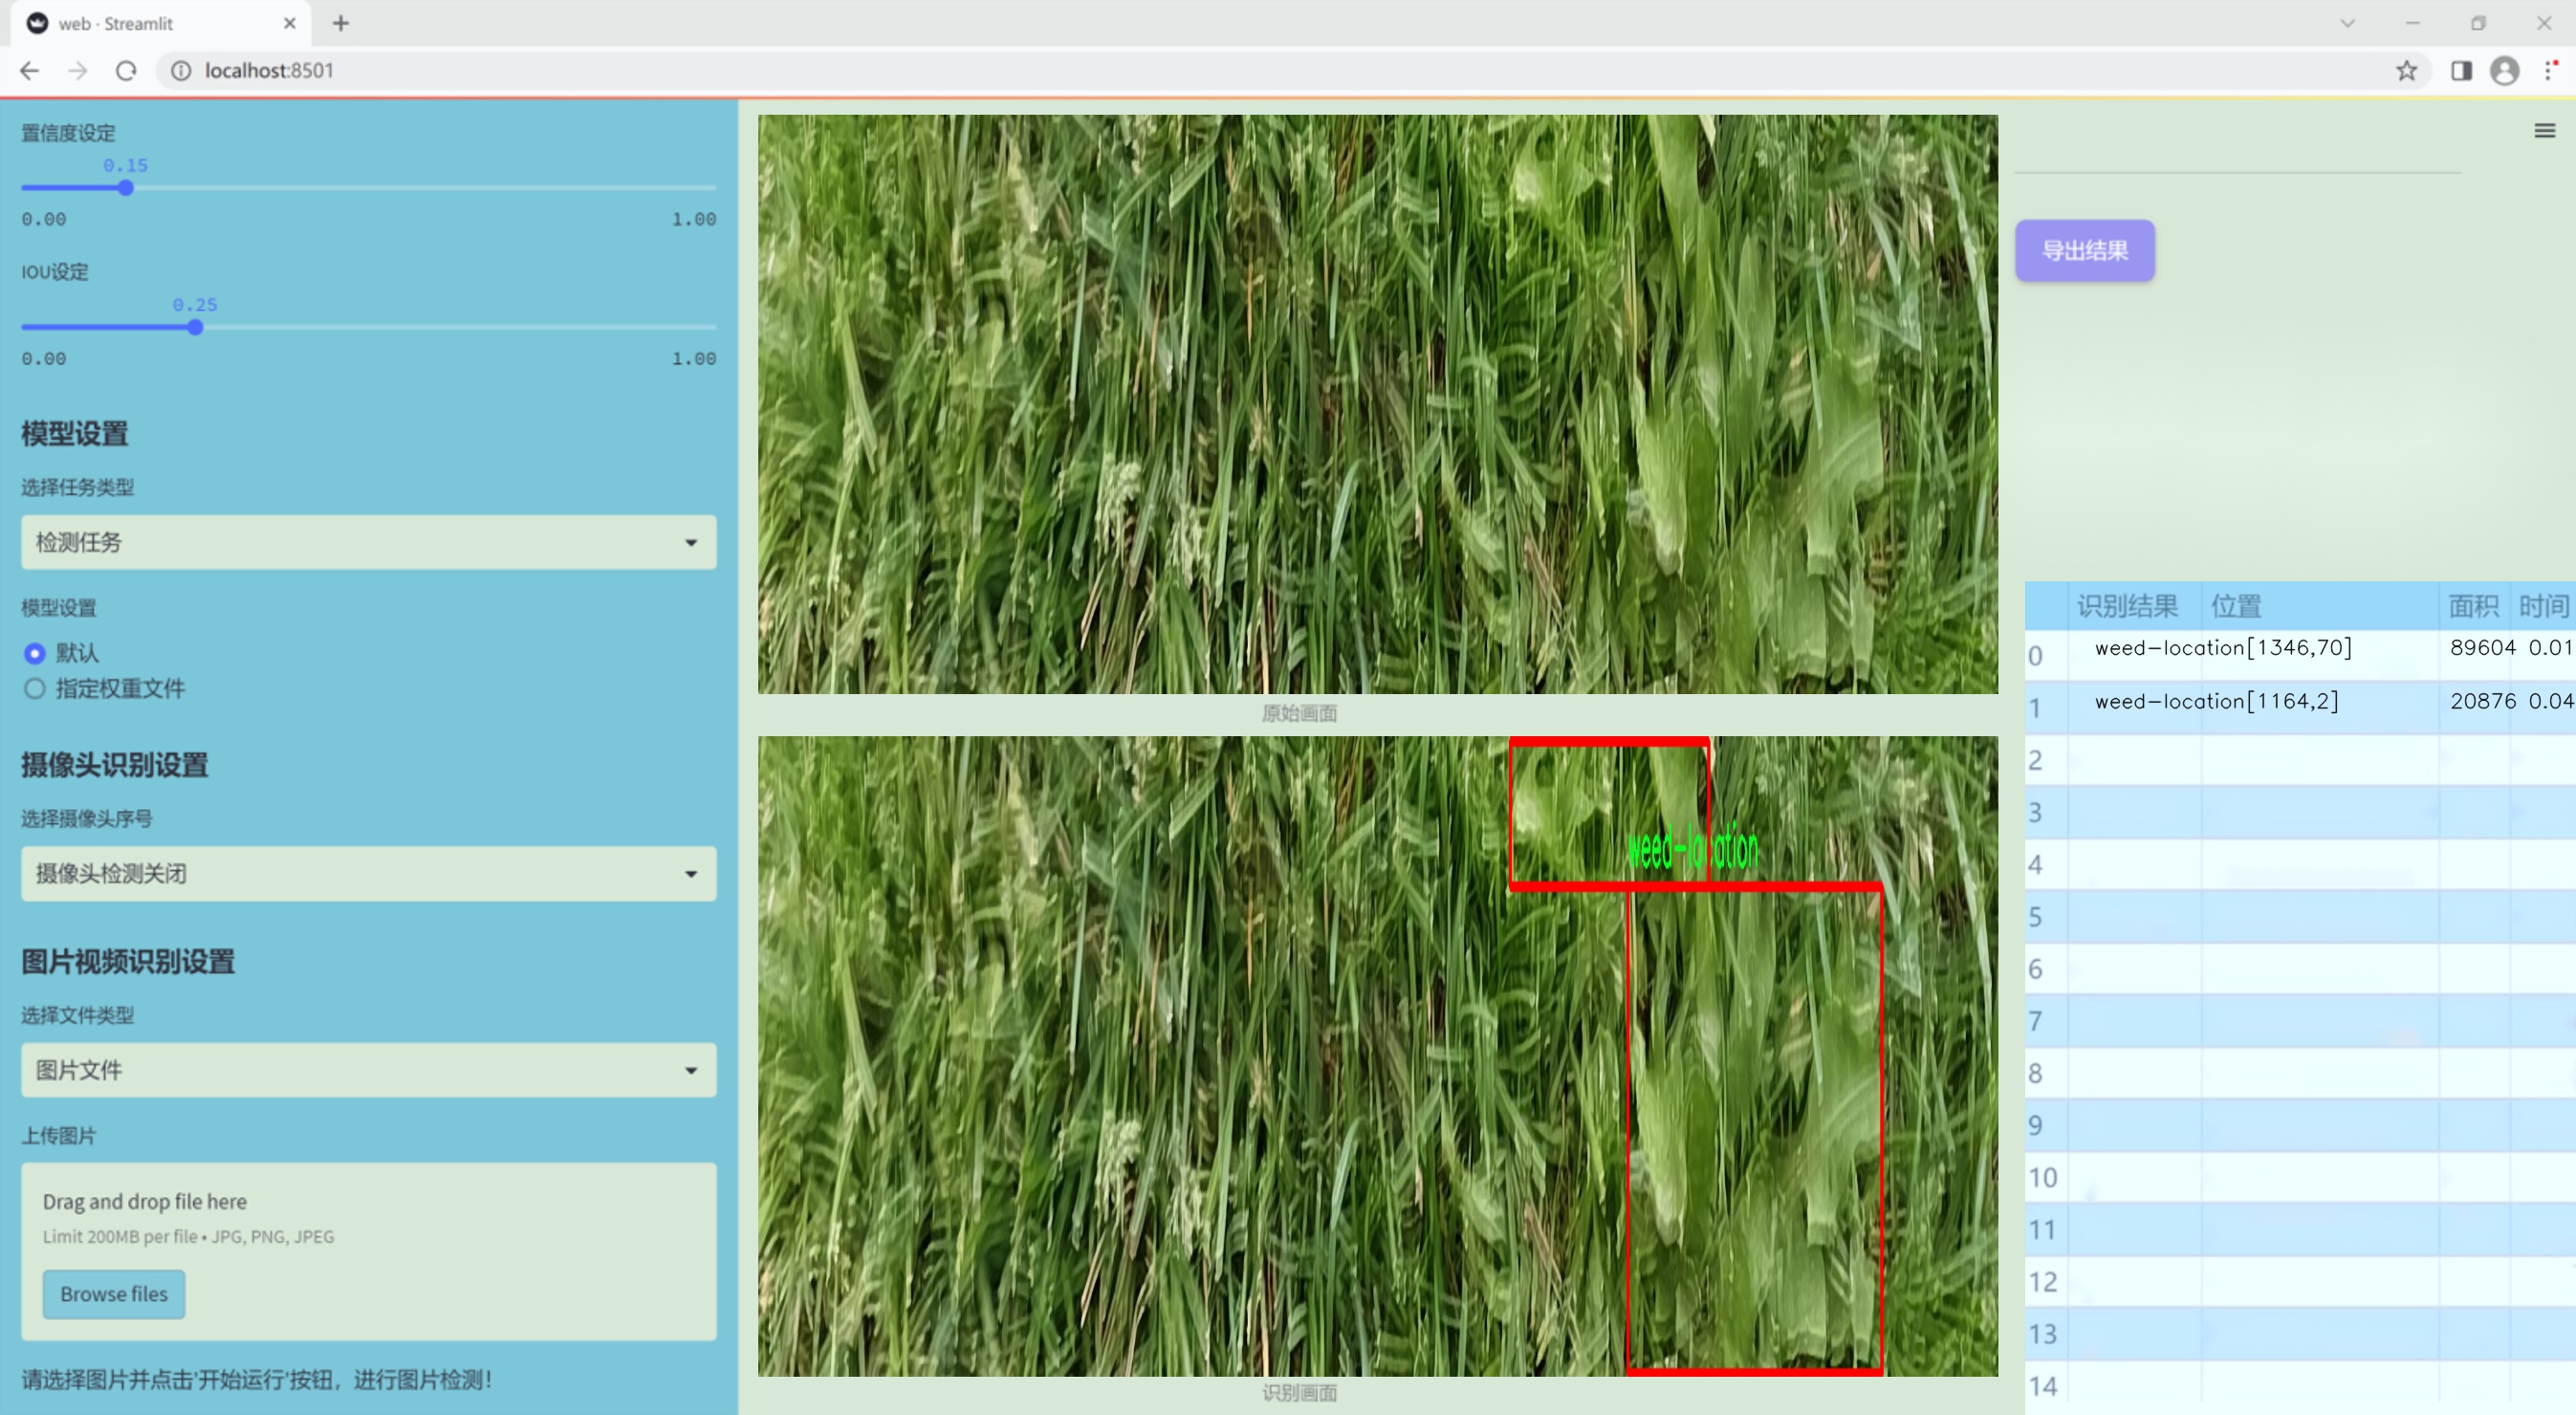 web · Streamlit
localhost:8501
置信度设定
0.15
0.00 1.00
IOU设定
0.25
0.00 1.00
模型设置
选择任务类型
检测任务
模型设置
默认
指定权重文件
摄像头识别设置
选择摄像头序号
摄像头检测关闭
图片视频识别设置
选择文件类型
图片文件
上传图片
Drag and drop file here
Limit 200MB per file • JPG, PNG, JPEG
Browse files
请选择图片并点击'开始运行'按钮，进行图片检测！
原始画面
weed-location
识别画面
导出结果
识别结果 位置 面积 时间
0 weed-location[1346,70] 89604 0.01
1 weed-location[1164,2] 20876 0.04
2
3
4
5
6
7
8
9
10
11
12
13
14